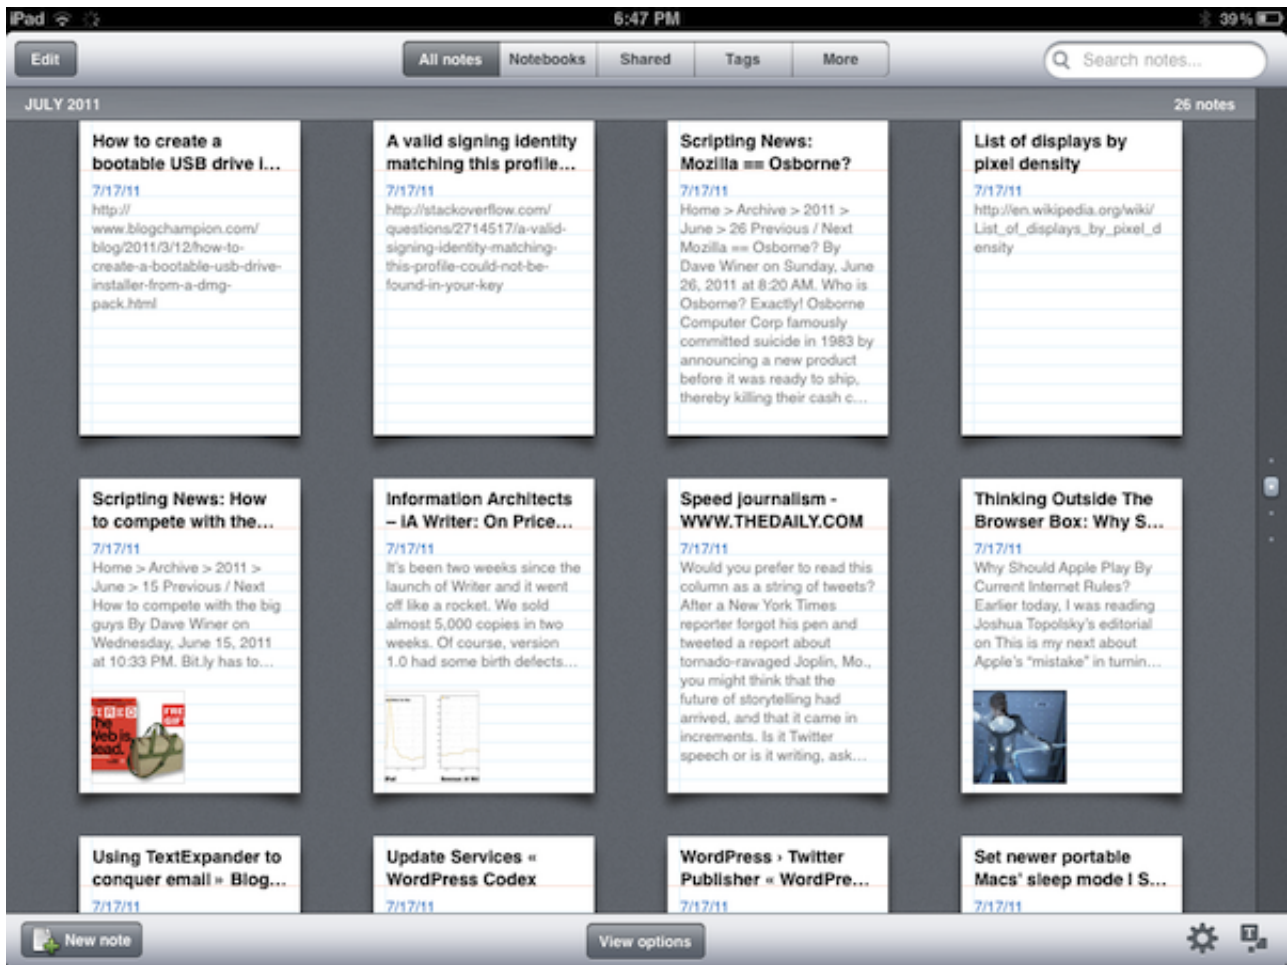 iPad 6:47 PM 39%
Edit All notes Notebooks Shared Tags More Search notes...
JULY 2011 26 notes
How to create a
bootable USB drive i...
7/17/11
http://
www.blogchampion.com/
blog/2011/3/12/how-to-
create-a-bootable-usb-drive-
installer-from-a-dmg-
pack.html
A valid signing identity
matching this profile...
7/17/11
http://stackoverflow.com/
questions/2714517/a-valid-
signing-identity-matching-
this-profile-could-not-be-
found-in-your-key
Scripting News:
Mozilla == Osborne?
7/17/11
Home > Archive > 2011 >
June > 26 Previous / Next
Mozilla == Osborne? By
Dave Winer on Sunday, June
26, 2011 at 8:20 AM. Who is
Osborne? Exactly! Osborne
Computer Corp famously
committed suicide in 1983 by
announcing a new product
before it was ready to ship,
thereby killing their cash c...
List of displays by
pixel density
7/17/11
http://en.wikipedia.org/wiki/
List_of_displays_by_pixel_d
ensity
Scripting News: How
to compete with the...
7/17/11
Home > Archive > 2011 >
June > 15 Previous / Next
How to compete with the big
guys By Dave Winer on
Wednesday, June 15, 2011
at 10:33 PM. Bit.ly has to...
WIRED
The
Web is
Dead.
FREE
GIFT
Information Architects
– iA Writer: On Price...
7/17/11
It's been two weeks since the
launch of Writer and it went
off like a rocket. We sold
almost 5,000 copies in two
weeks. Of course, version
1.0 had some birth defects...
iPad
Speed journalism -
WWW.THEDAILY.COM
7/17/11
Would you prefer to read this
column as a string of tweets?
After a New York Times
reporter forgot his pen and
tweeted a report about
tornado-ravaged Joplin, Mo.,
you might think that the
future of storytelling had
arrived, and that it came in
increments. Is it Twitter
speech or is it writing, ask...
Thinking Outside The
Browser Box: Why S...
7/17/11
Why Should Apple Play By
Current Internet Rules?
Earlier today, I was reading
Joshua Topolsky's editorial
on This is my next about
Apple's “mistake” in turnin...
Using TextExpander to
conquer email » Blog...
7/17/11
Update Services «
WordPress Codex
7/17/11
WordPress › Twitter
Publisher « WordPre...
7/17/11
Set newer portable
Macs' sleep mode | S...
7/17/11
New note View options